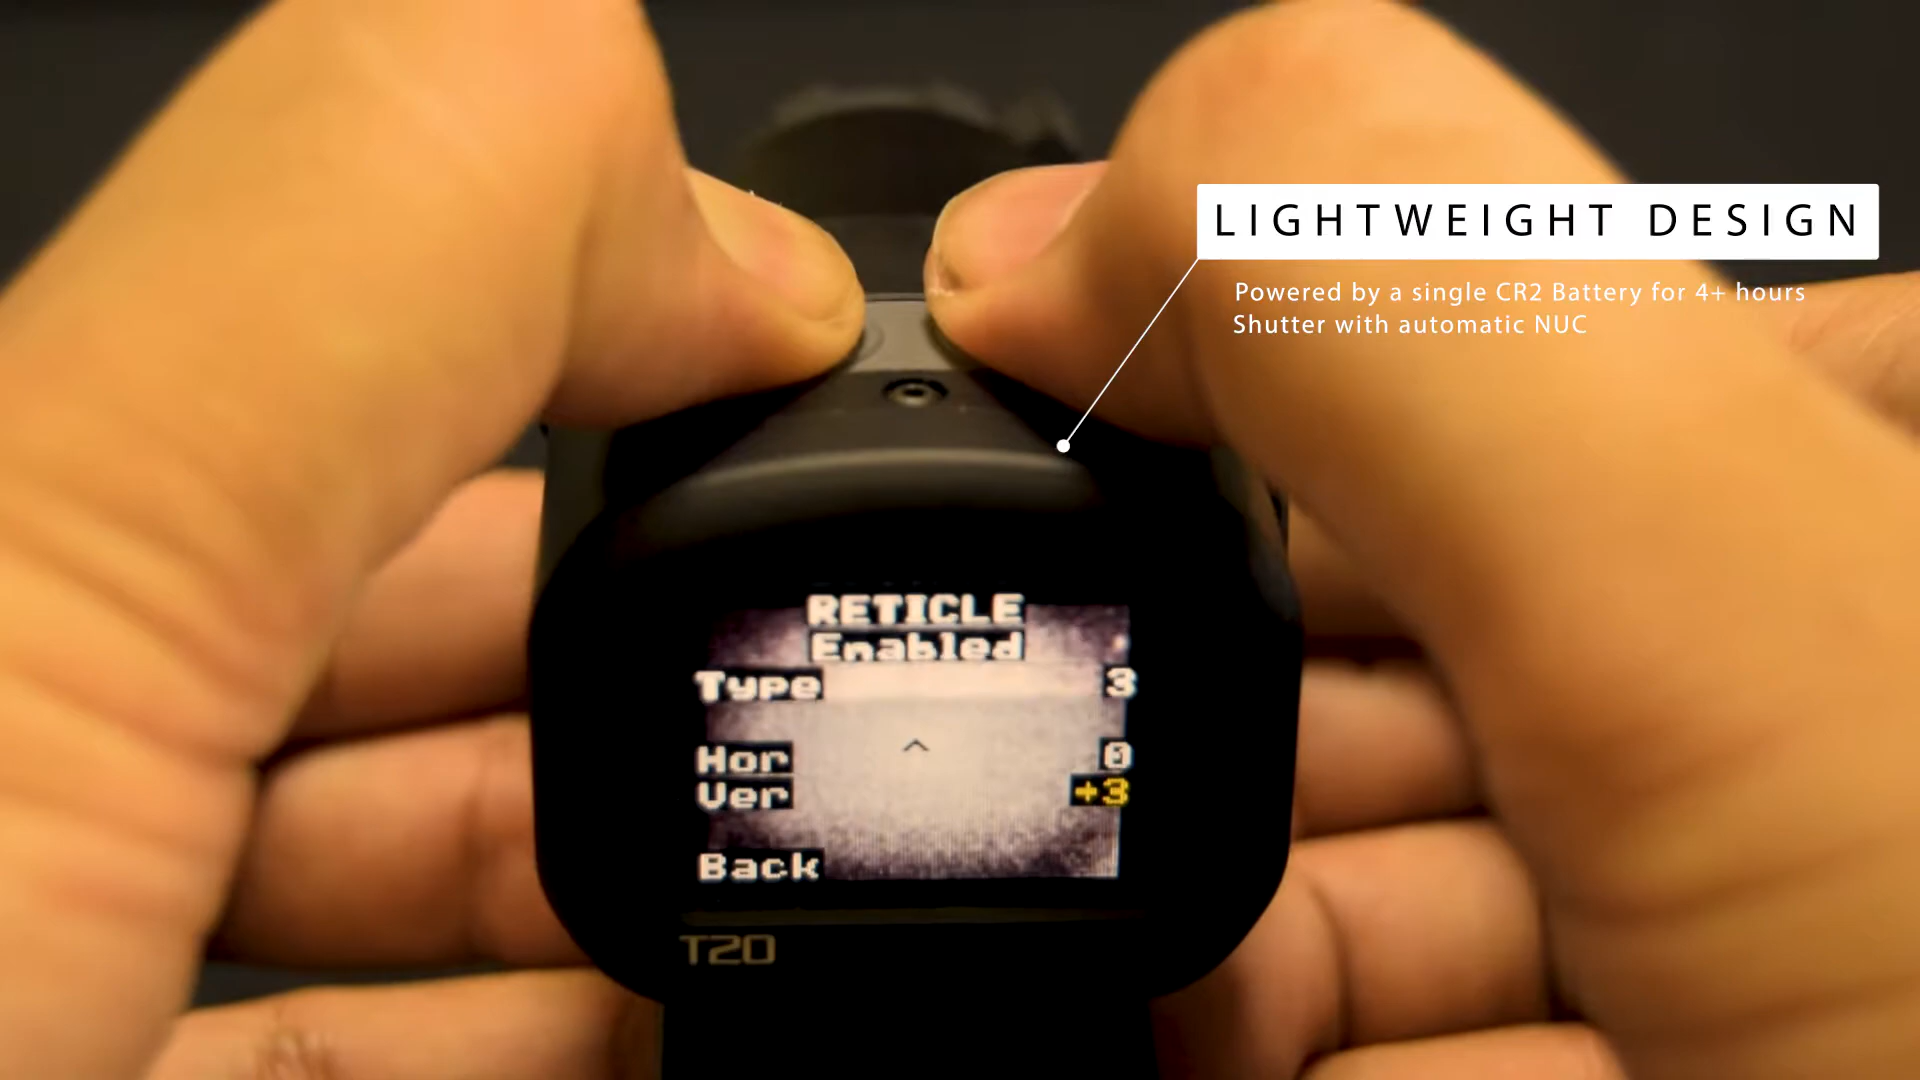 LIGHTWEIGHT DESIGN
Powered by a single CR2 Battery for 4+ hours
Shutter with automatic NUC
RETICLE
Enabled
Type 3
Hor 0
Ver +3
Back
T20